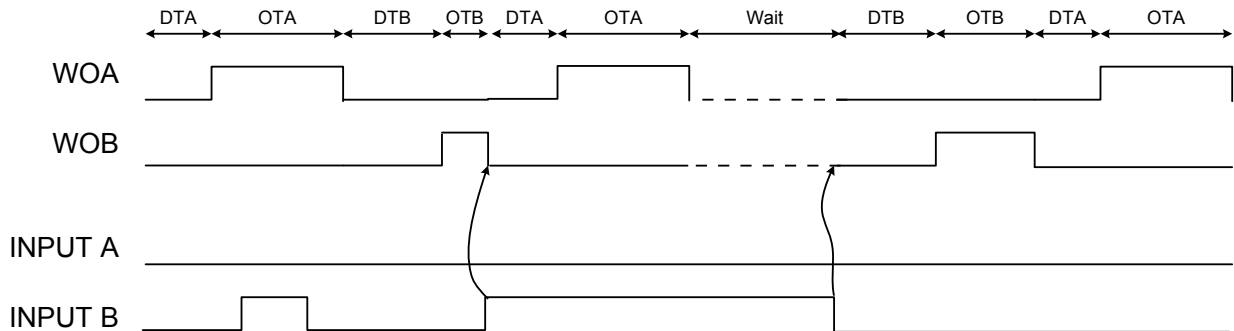 DTA OTA DTB OTB DTA OTA Wait DTB OTB DTA OTA
WOA
WOB
INPUT A
INPUT B